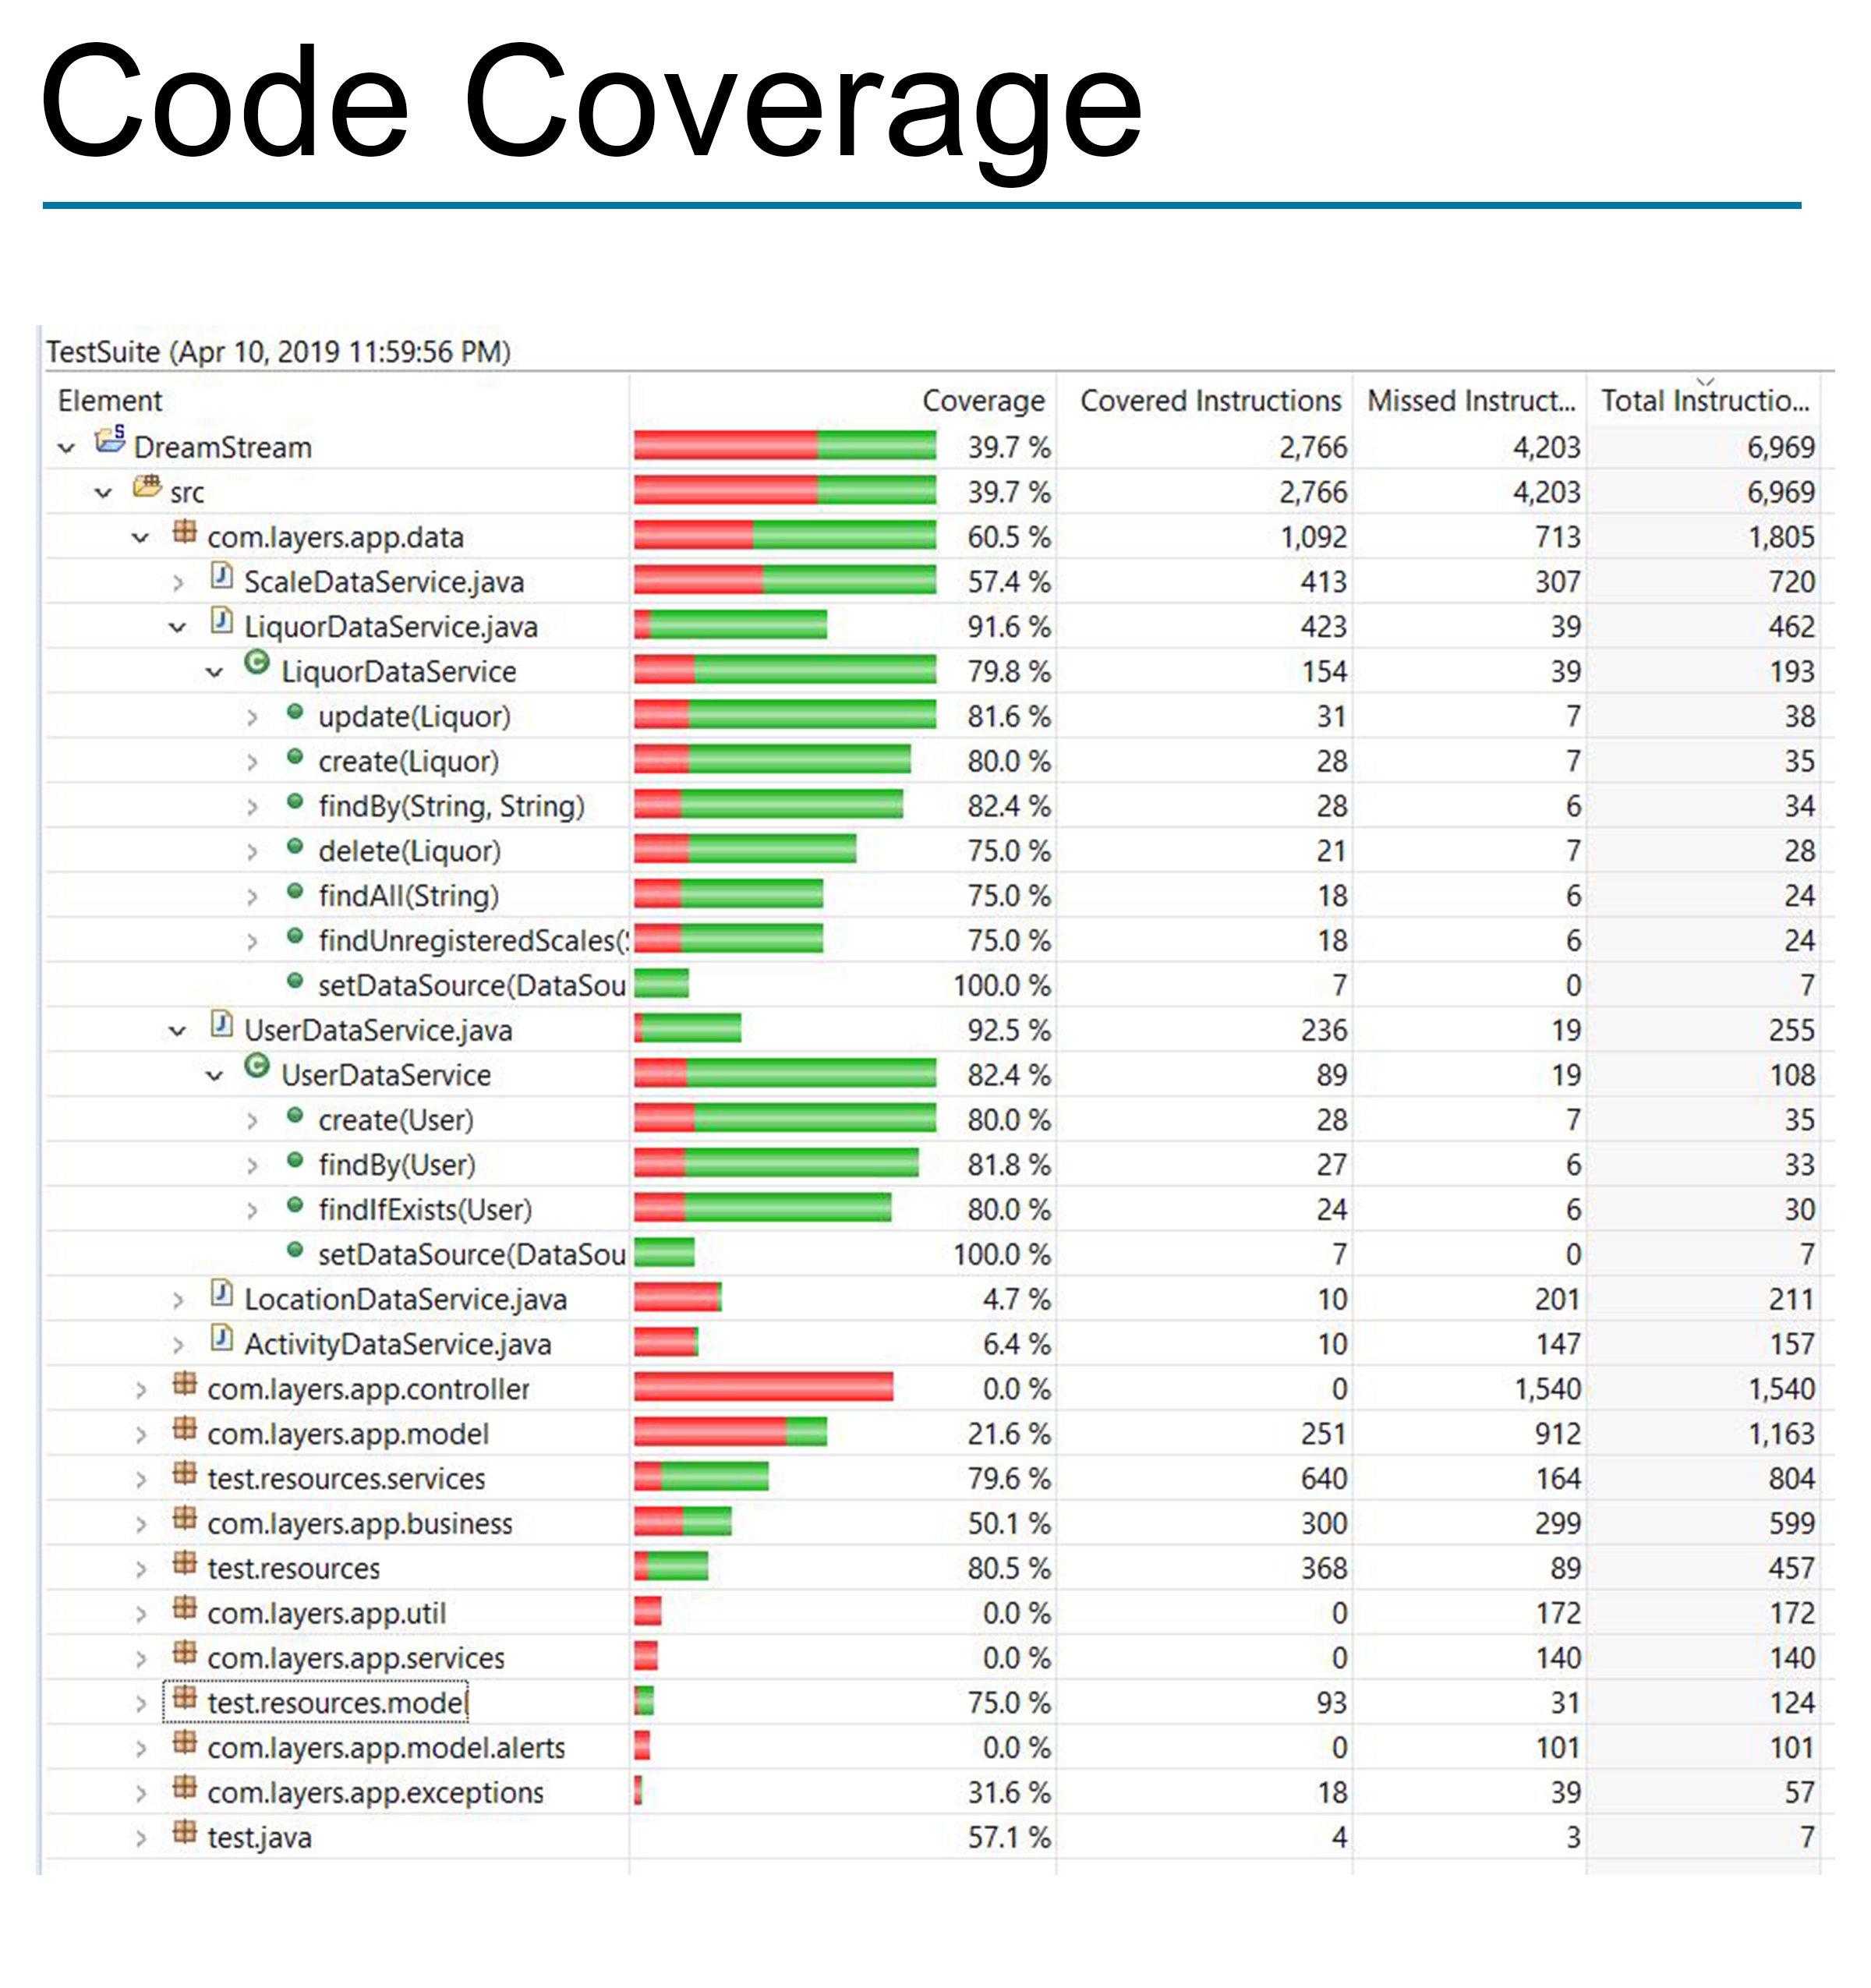 Code Coverage
TestSuite (Apr 10, 2019 11:59:56 PM)
Element Coverage Covered Instructions Missed Instruct... Total Instructio...
DreamStream 39.7 % 2,766 4,203 6,969
src 39.7 % 2,766 4,203 6,969
com.layers.app.data 60.5 % 1,092 713 1,805
ScaleDataService.java 57.4 % 413 307 720
LiquorDataService.java 91.6 % 423 39 462
LiquorDataService 79.8 % 154 39 193
update(Liquor) 81.6 % 31 7 38
create(Liquor) 80.0 % 28 7 35
findBy(String, String) 82.4 % 28 6 34
delete(Liquor) 75.0 % 21 7 28
findAll(String) 75.0 % 18 6 24
findUnregisteredScales( 75.0 % 18 6 24
setDataSource(DataSou 100.0 % 7 0 7
UserDataService.java 92.5 % 236 19 255
UserDataService 82.4 % 89 19 108
create(User) 80.0 % 28 7 35
findBy(User) 81.8 % 27 6 33
findIfExists(User) 80.0 % 24 6 30
setDataSource(DataSou 100.0 % 7 0 7
LocationDataService.java 4.7 % 10 201 211
ActivityDataService.java 6.4 % 10 147 157
com.layers.app.controller 0.0 % 0 1,540 1,540
com.layers.app.model 21.6 % 251 912 1,163
test.resources.services 79.6 % 640 164 804
com.layers.app.business 50.1 % 300 299 599
test.resources 80.5 % 368 89 457
com.layers.app.util 0.0 % 0 172 172
com.layers.app.services 0.0 % 0 140 140
test.resources.model 75.0 % 93 31 124
com.layers.app.model.alerts 0.0 % 0 101 101
com.layers.app.exceptions 31.6 % 18 39 57
test.java 57.1 % 4 3 7